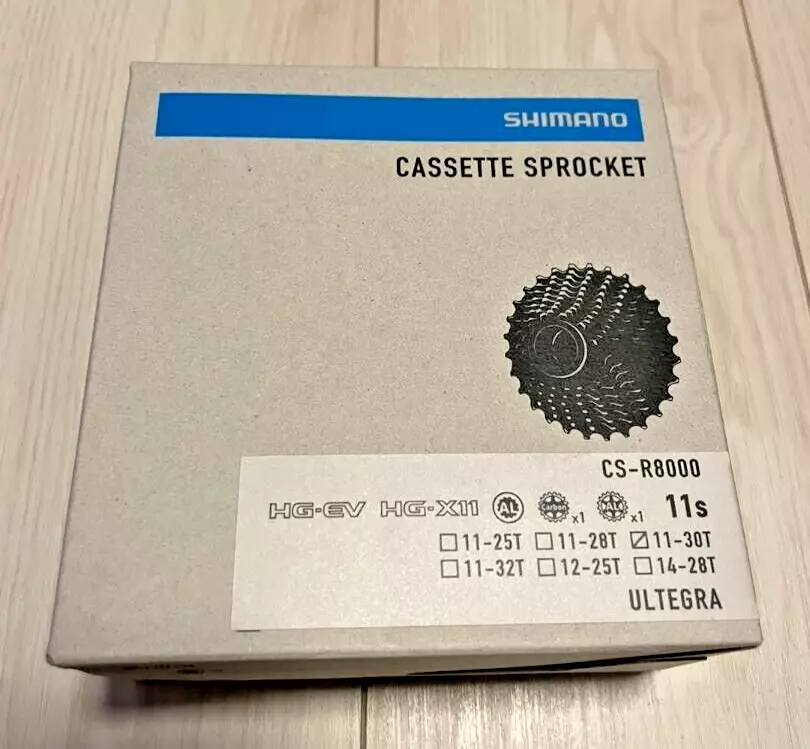 SHIMANO
CASSETTE SPROCKET
CS-R8000
HG-EV HG-X11 AL Carbon x1 AL4 x1 11s
☐11-25T ☐11-28T ☑11-30T
☐11-32T ☐12-25T ☐14-28T
ULTEGRA